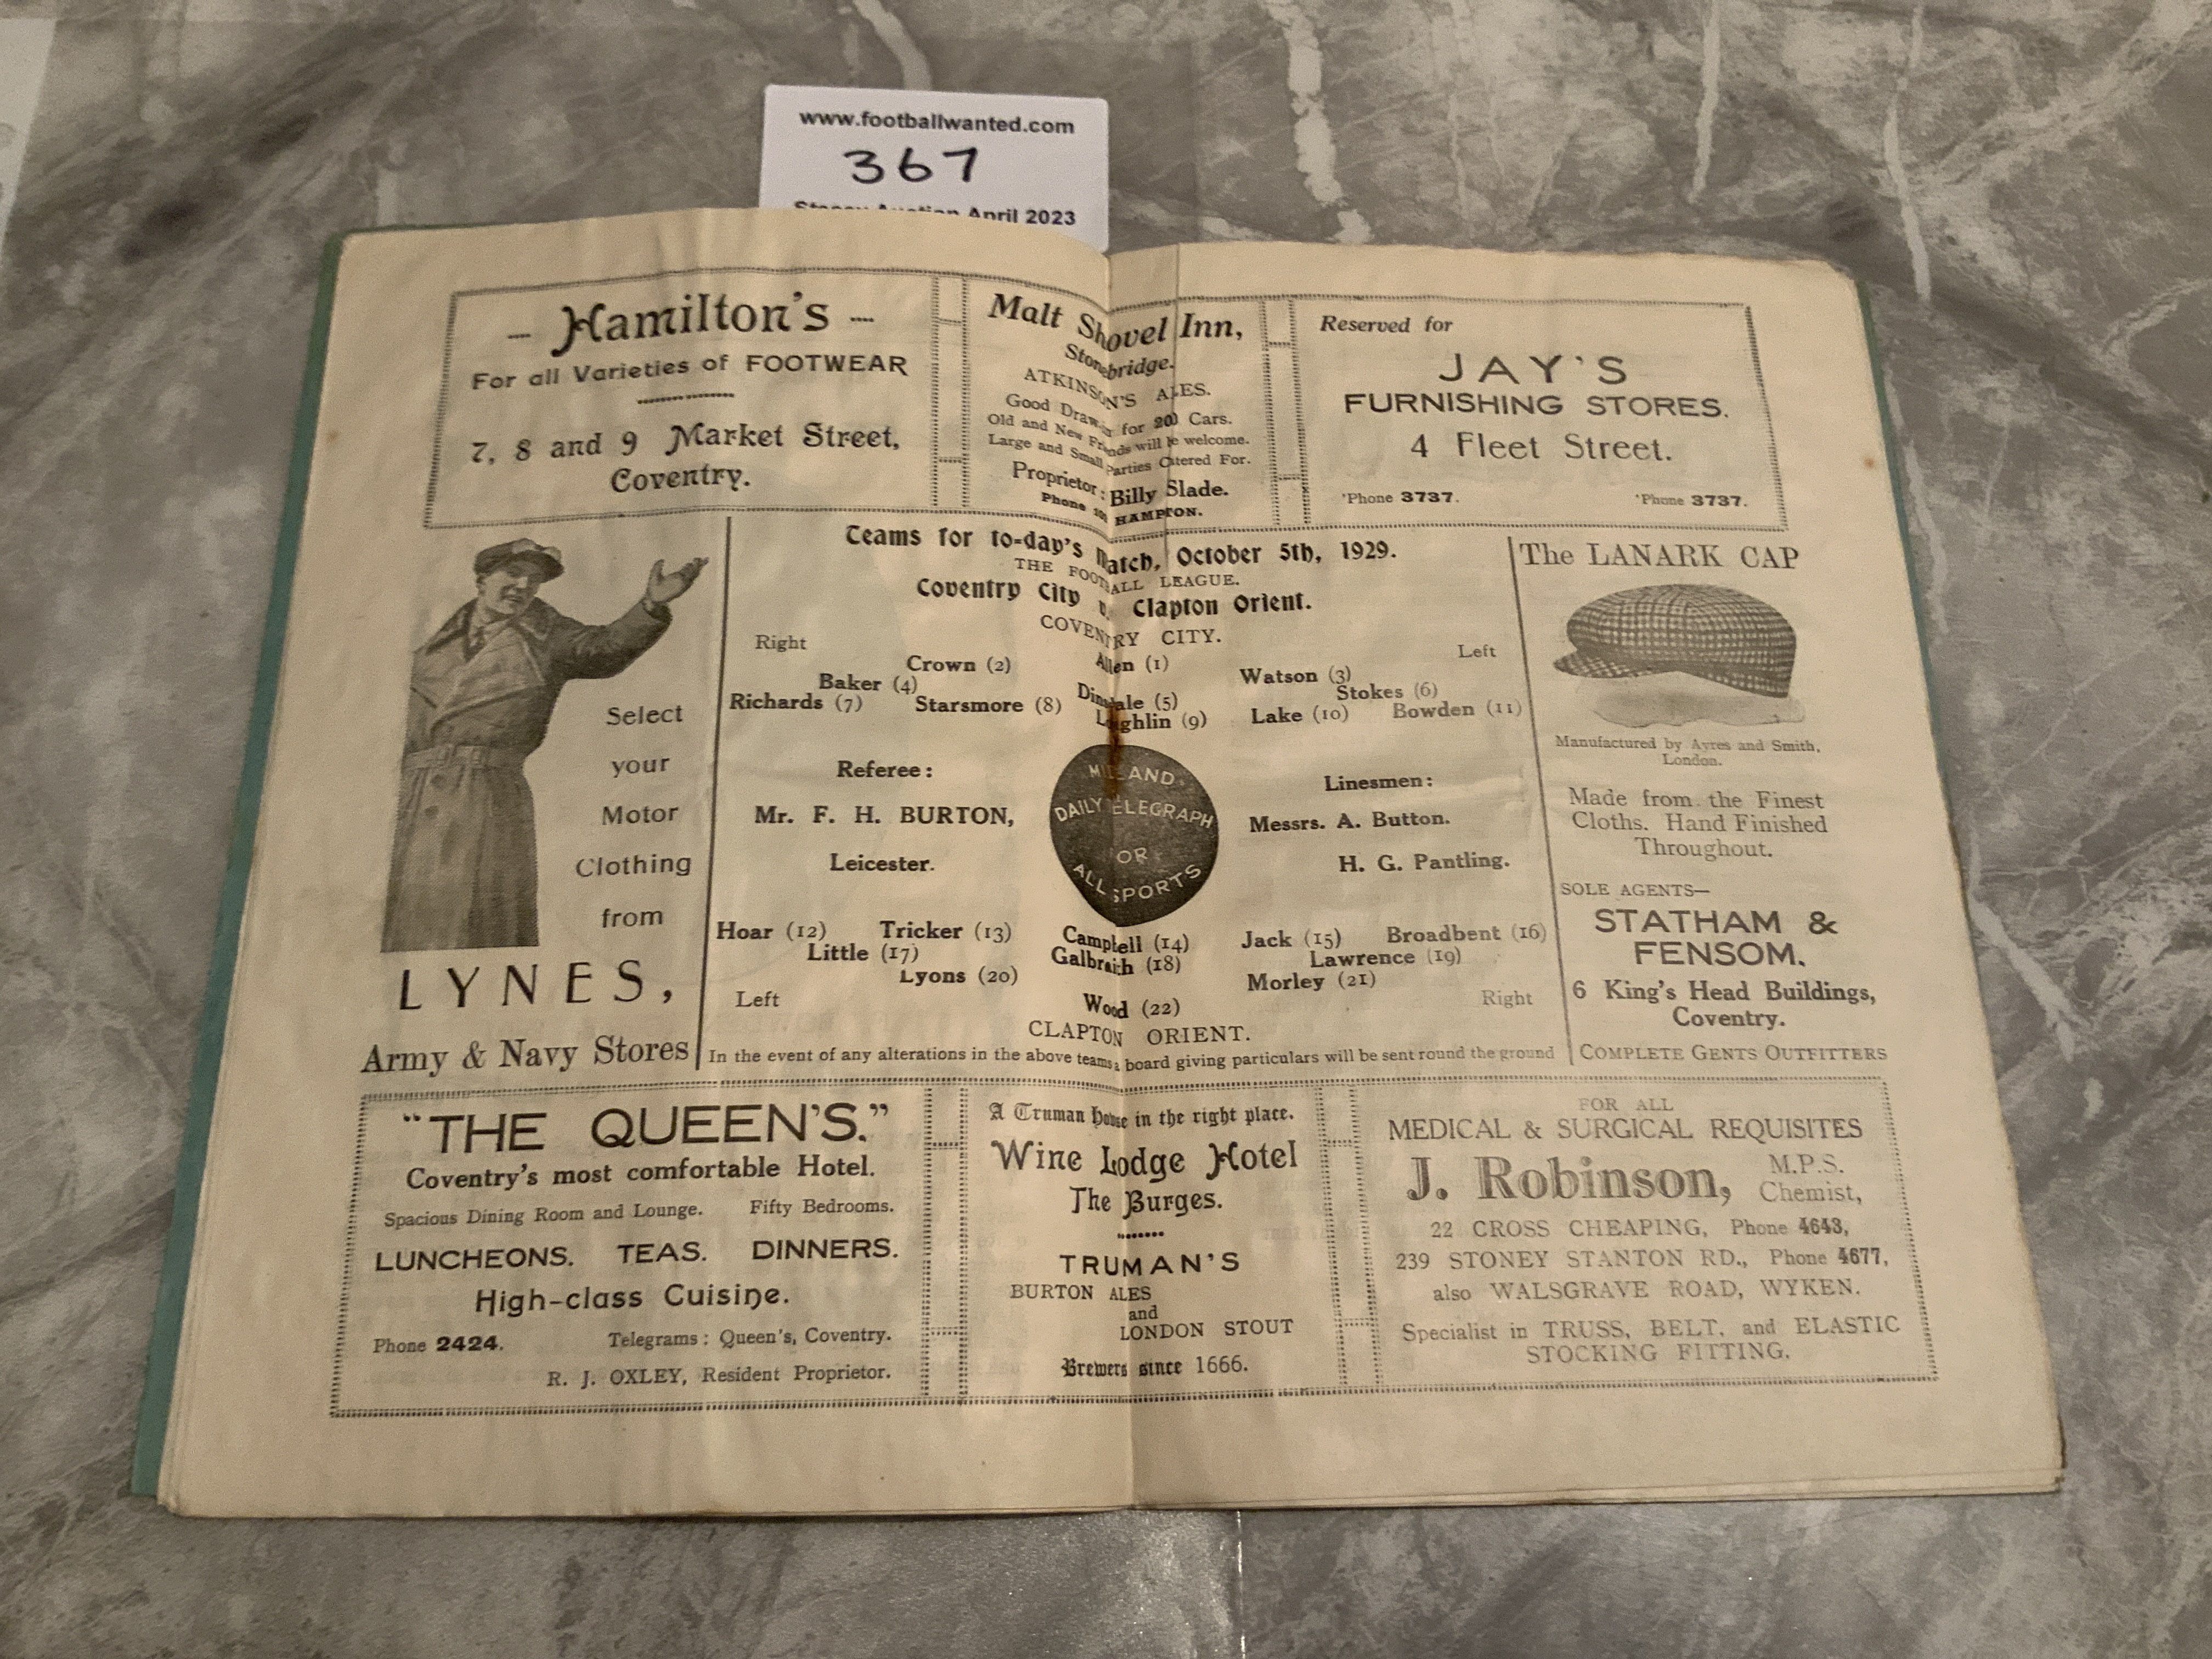 www.footballwanted.com
367
Auction April 2023
- Hamilton's -
For all Varieties of FOOTWEAR
7, 8 and 9 Market Street,
Coventry.
Malt Shovel Inn,
Stonebridge.
ATKINSON'S ALES.
Good Draw-in for 200 Cars.
Old and New Friends will be welcome.
Large and Small Parties Catered For.
Proprietor: Billy Slade.
Phone HAMPTON.
Reserved for
JAY'S
FURNISHING STORES.
4 Fleet Street.
'Phone 3737. 'Phone 3737.
Select
your
Motor
Clothing
from
LYNES,
Army & Navy Stores
Teams for to-day's Match, October 5th, 1929.
THE FOOTBALL LEAGUE.
Coventry City v. Clapton Orient.
COVENTRY CITY.
Right Left
Crown (2) Allen (1) Watson (3)
Baker (4) Dinsdale (5) Stokes (6)
Richards (7) Starsmore (8) Loughlin (9) Lake (10) Bowden (11)
Referee: Linesmen:
Mr. F. H. BURTON, Messrs. A. Button.
Leicester. H. G. Pantling.
MIDLAND
DAILY TELEGRAPH
OR
ALL SPORTS
Hoar (12) Tricker (13) Campbell (14) Jack (15) Broadbent (16)
Little (17) Galbraith (18) Lawrence (19)
Lyons (20) Morley (21)
Left Wood (22) Right
CLAPTON ORIENT.
In the event of any alterations in the above teams a board giving particulars will be sent round the ground
The LANARK CAP
Manufactured by Ayres and Smith,
London.
Made from the Finest
Cloths. Hand Finished
Throughout.
SOLE AGENTS—
STATHAM &
FENSOM.
6 King's Head Buildings,
Coventry.
COMPLETE GENTS OUTFITTERS
"THE QUEEN'S."
Coventry's most comfortable Hotel.
Spacious Dining Room and Lounge. Fifty Bedrooms.
LUNCHEONS. TEAS. DINNERS.
High-class Cuisine.
Phone 2424. Telegrams: Queen's, Coventry.
R. J. OXLEY, Resident Proprietor.
A Truman House in the right place.
Wine Lodge Hotel
The Burges.
TRUMAN'S
BURTON ALES
and
LONDON STOUT
Brewers since 1666.
FOR ALL
MEDICAL & SURGICAL REQUISITES
J. Robinson, M.P.S.
Chemist,
22 CROSS CHEAPING, Phone 4643,
239 STONEY STANTON RD., Phone 4677,
also WALSGRAVE ROAD, WYKEN.
Specialist in TRUSS, BELT, and ELASTIC
STOCKING FITTING.